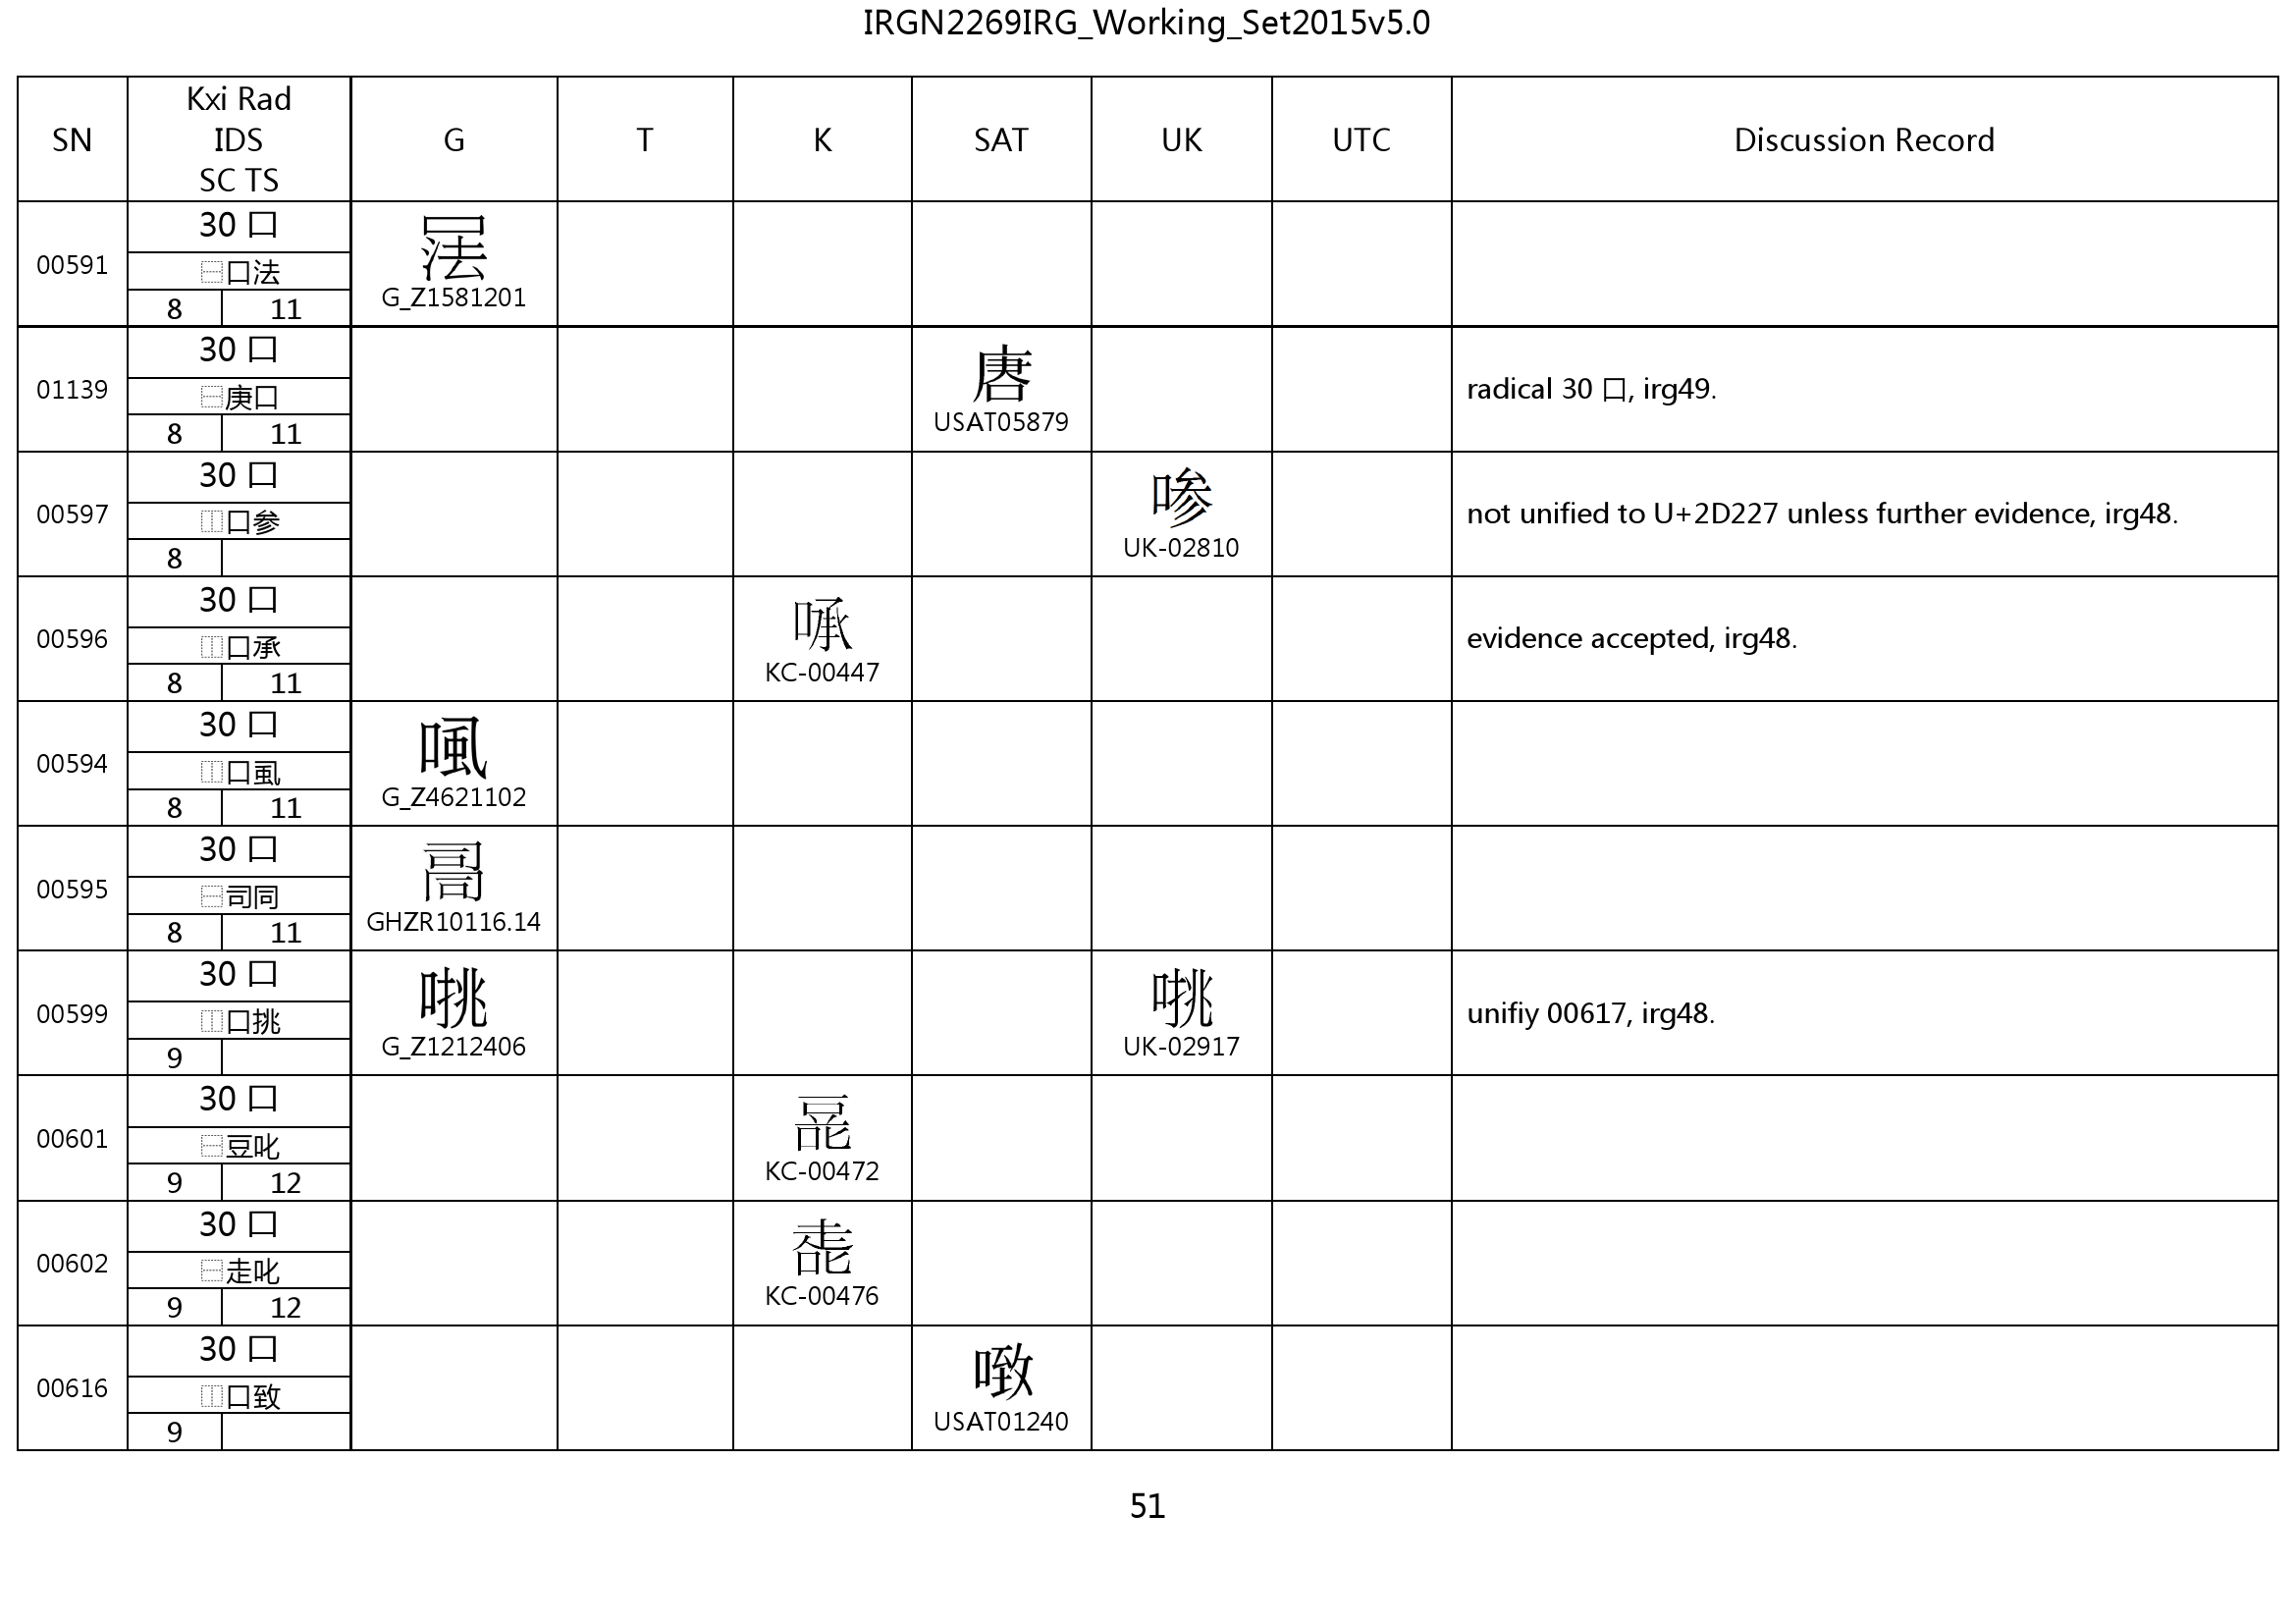 IRGN2269IRG_Working_Set2015v5.0
SN
Kxi Rad
IDS
SC TS
G
T
K
SAT
UK
UTC
Discussion Record
00591
30 口
⿱口法
8 11
G_Z1581201
01139
30 口
⿱庚口
8 11
USAT05879
radical 30 口, irg49.
00597
30 口
⿰口参
8
UK-02810
not unified to U+2D227 unless further evidence, irg48.
00596
30 口
⿰口承
8 11
KC-00447
evidence accepted, irg48.
00594
30 口
⿰口虱
8 11
G_Z4621102
00595
30 口
⿱司同
8 11
GHZR10116.14
00599
30 口
⿰口挑
9
G_Z1212406
UK-02917
unifiy 00617, irg48.
00601
30 口
⿱豆叱
9 12
KC-00472
00602
30 口
⿱走叱
9 12
KC-00476
00616
30 口
⿰口致
9
USAT01240
51